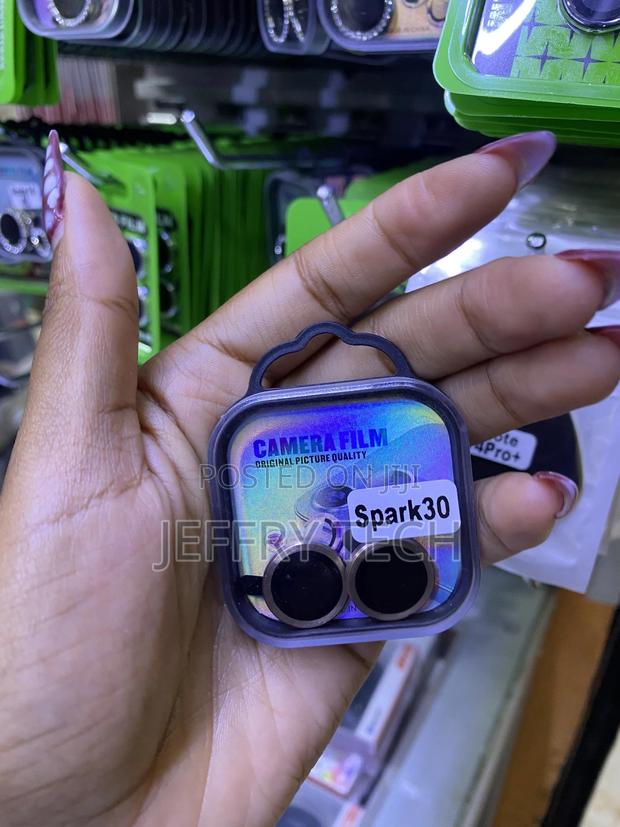 CAMERA FILM
ORIGINAL PICTURE QUALITY
POSTED ON JIJI
Spark30
JEFFRY TECH